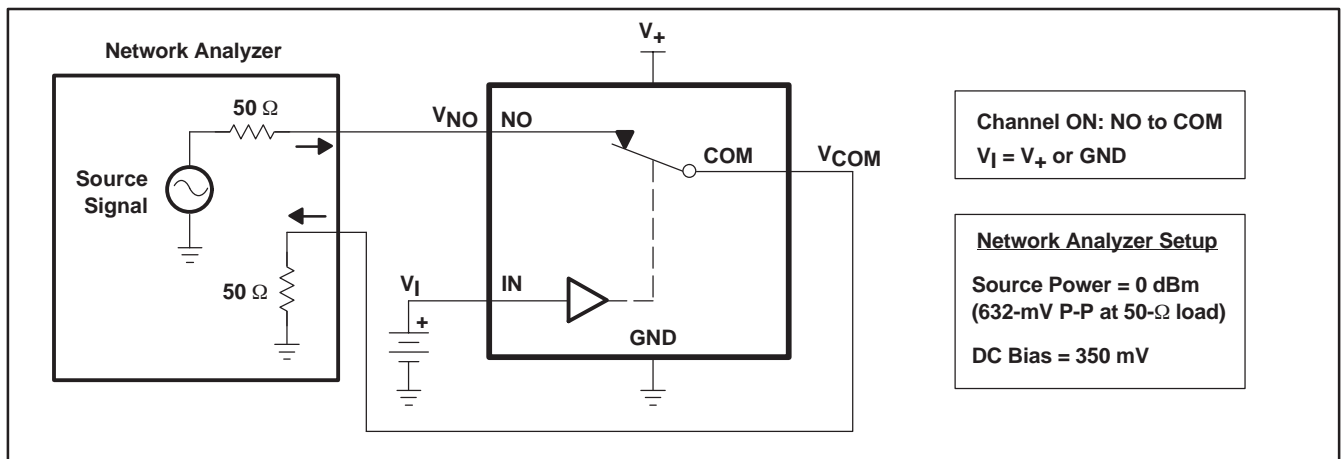 Network Analyzer
50 Ω
Source
Signal
50 Ω
V+
VNO
NO
COM
VCOM
VI
IN
+
GND
Channel ON: NO to COM
VI = V+ or GND
Network Analyzer Setup
Source Power = 0 dBm
(632-mV P-P at 50-Ω load)
DC Bias = 350 mV